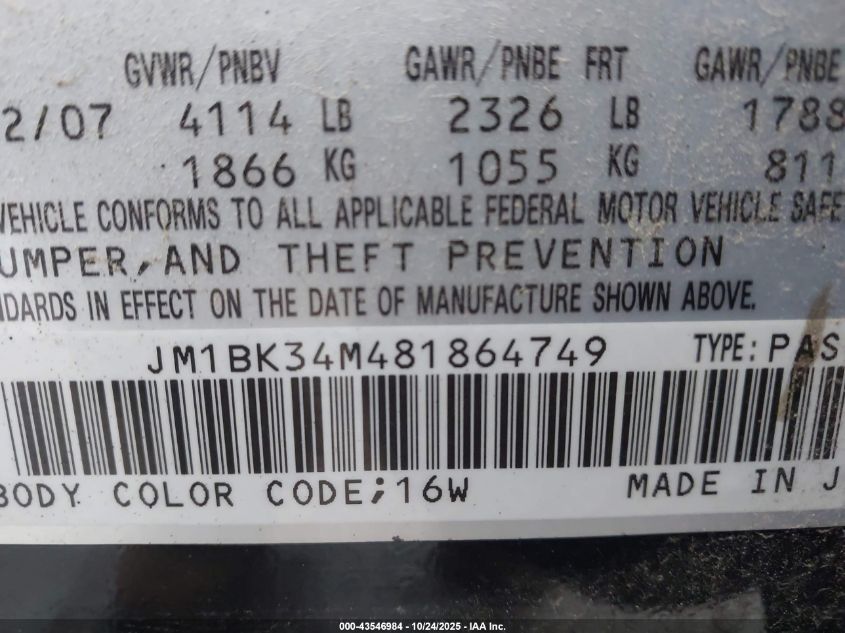 GVWR/PNBV GAWR/PNBE FRT GAWR/PNBE
2/07 4114 LB 2326 LB 1788
1866 KG 1055 KG 811
VEHICLE CONFORMS TO ALL APPLICABLE FEDERAL MOTOR VEHICLE SAFE
UMPER, AND THEFT PREVENTION
NDARDS IN EFFECT ON THE DATE OF MANUFACTURE SHOWN ABOVE.
JM1BK34M481864749 TYPE: PAS
BODY COLOR CODE;16W MADE IN J
000-43546984 - 10/24/2025 - IAA Inc.